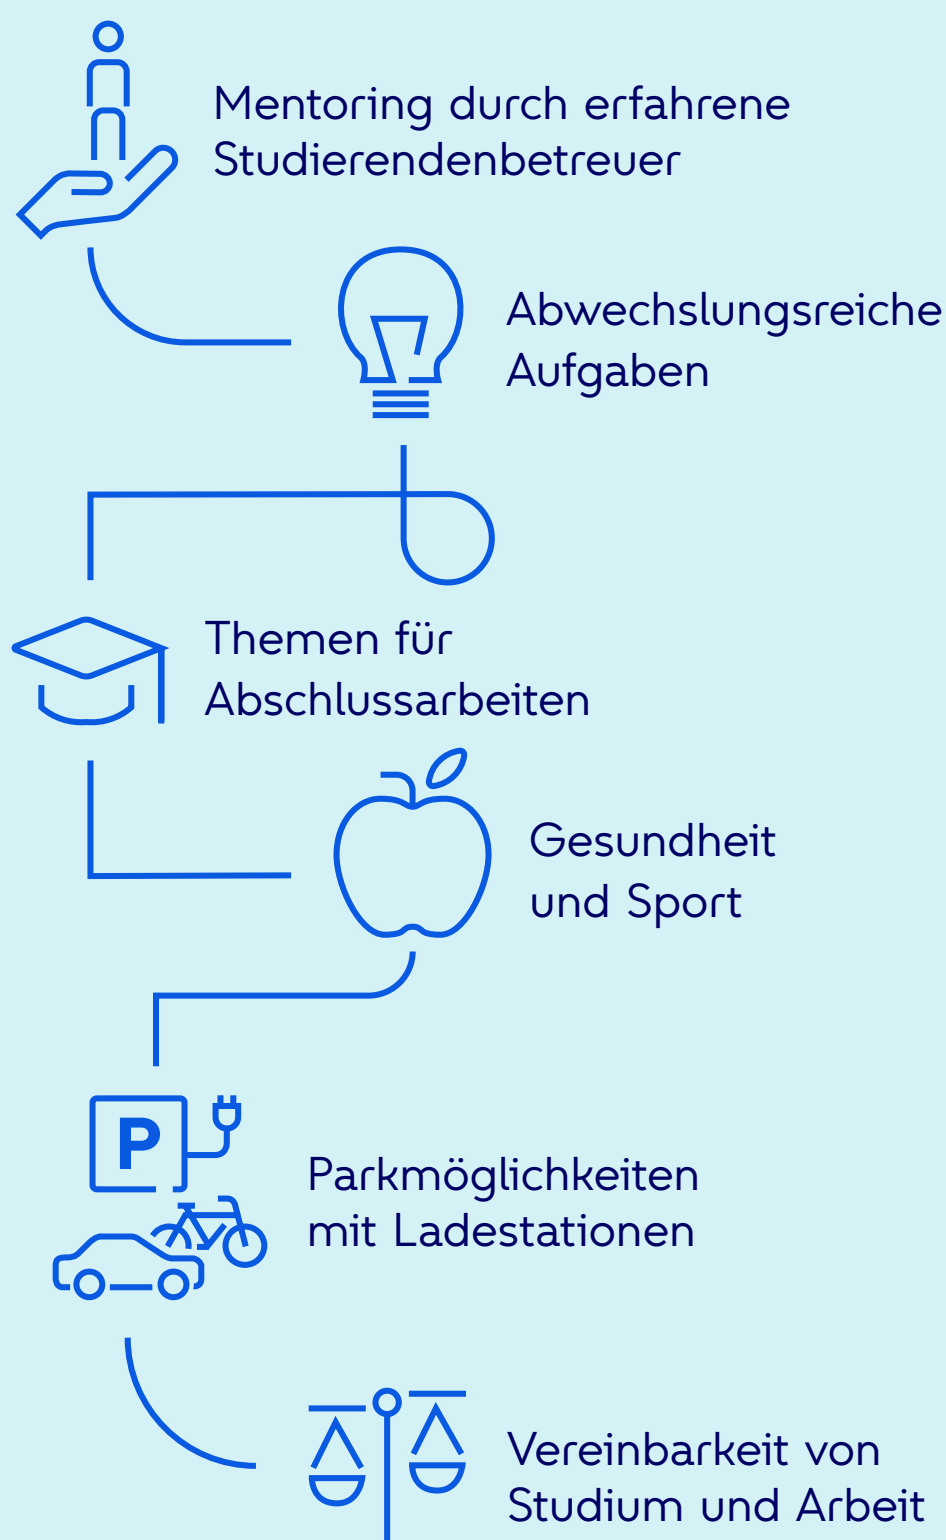 Mentoring durch erfahrene
Studierendenbetreuer
Abwechslungsreiche
Aufgaben
Themen für
Abschlussarbeiten
Gesundheit
und Sport
P
Parkmöglichkeiten
mit Ladestationen
Vereinbarkeit von
Studium und Arbeit